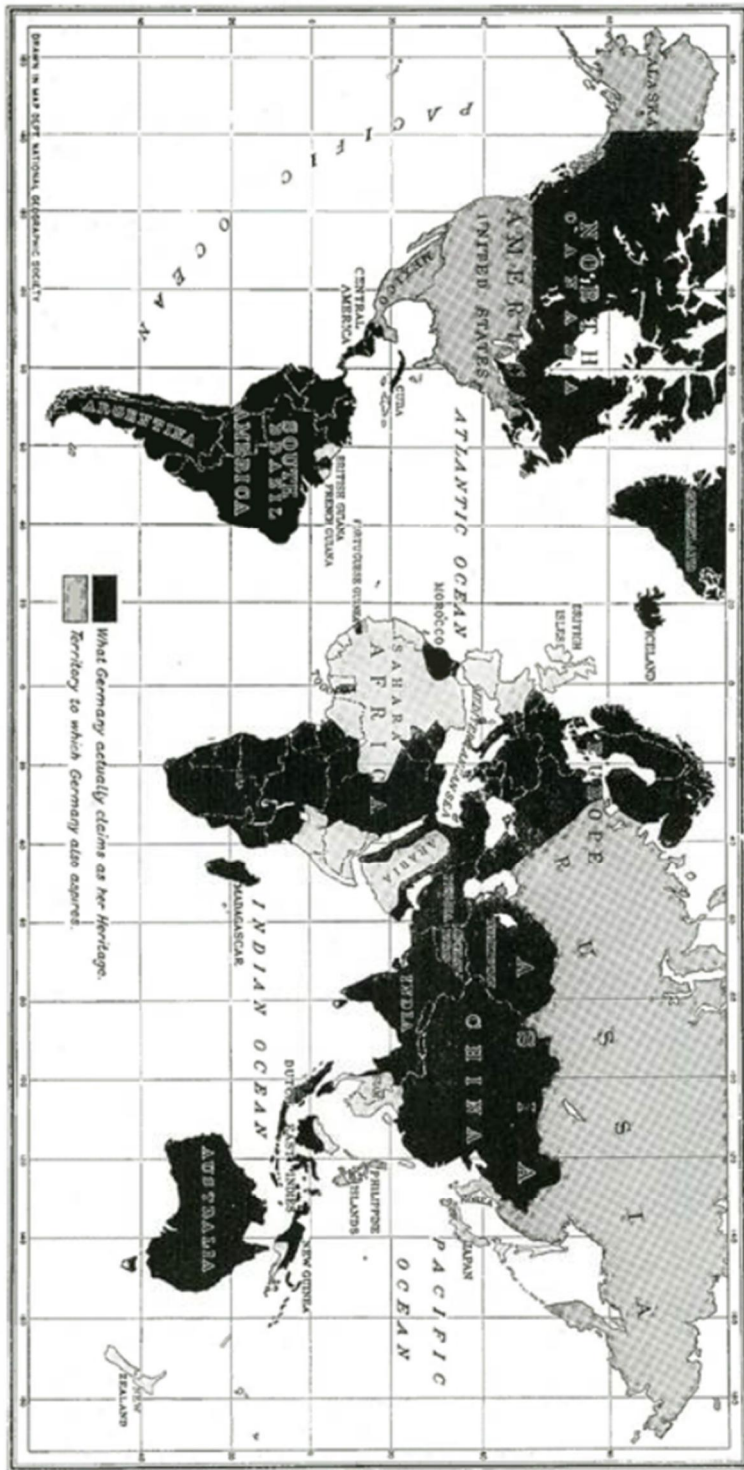 ALASKA
NORTH
CANADA
AMERICA
UNITED STATES
MEXICO
CENTRAL
AMERICA
CUBA
PACIFIC
OCEAN
ATLANTIC OCEAN
GREENLAND
ICELAND
BRITISH
ISLES
EUROPE
RUSSIA
ASIA
CHINA
INDIA
ARABIA
MEDITERRANEAN SEA
MOROCCO
SAHARA
AFRICA
TOGO
PORTUGUESE GUINEA
BRITISH GUIANA
FRENCH GUIANA
SOUTH
BRAZIL
AMERICA
ARGENTINA
MADAGASCAR
INDIAN OCEAN
DUTCH EAST INDIES
PHILIPPINE
ISLANDS
JAPAN
PACIFIC
OCEAN
NEW GUINEA
AUSTRALIA
NEW
ZEALAND
What Germany actually claims as her Heritage.
Territory to which Germany also aspires.
DRAWN IN MAP DEPT. NATIONAL GEOGRAPHIC SOCIETY